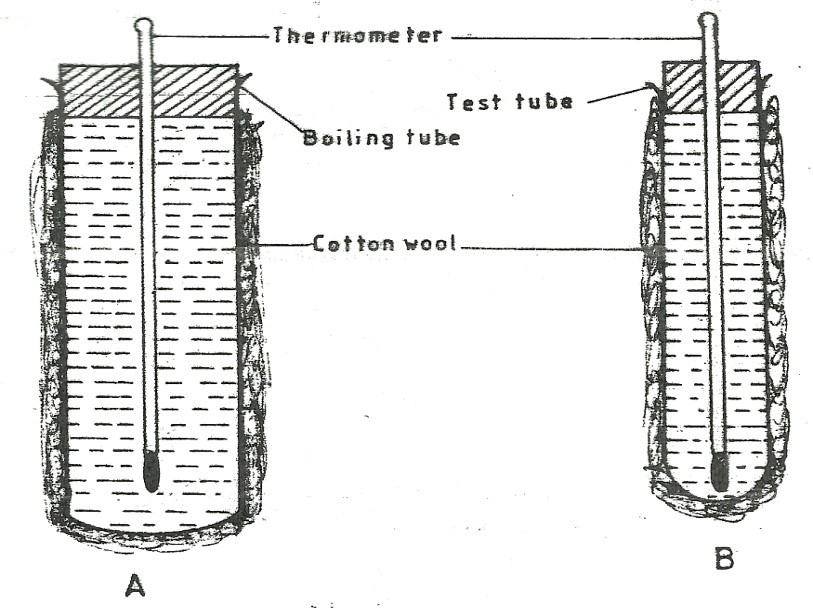 Thermometer
Test tube
Boiling tube
Cotton wool
A
B